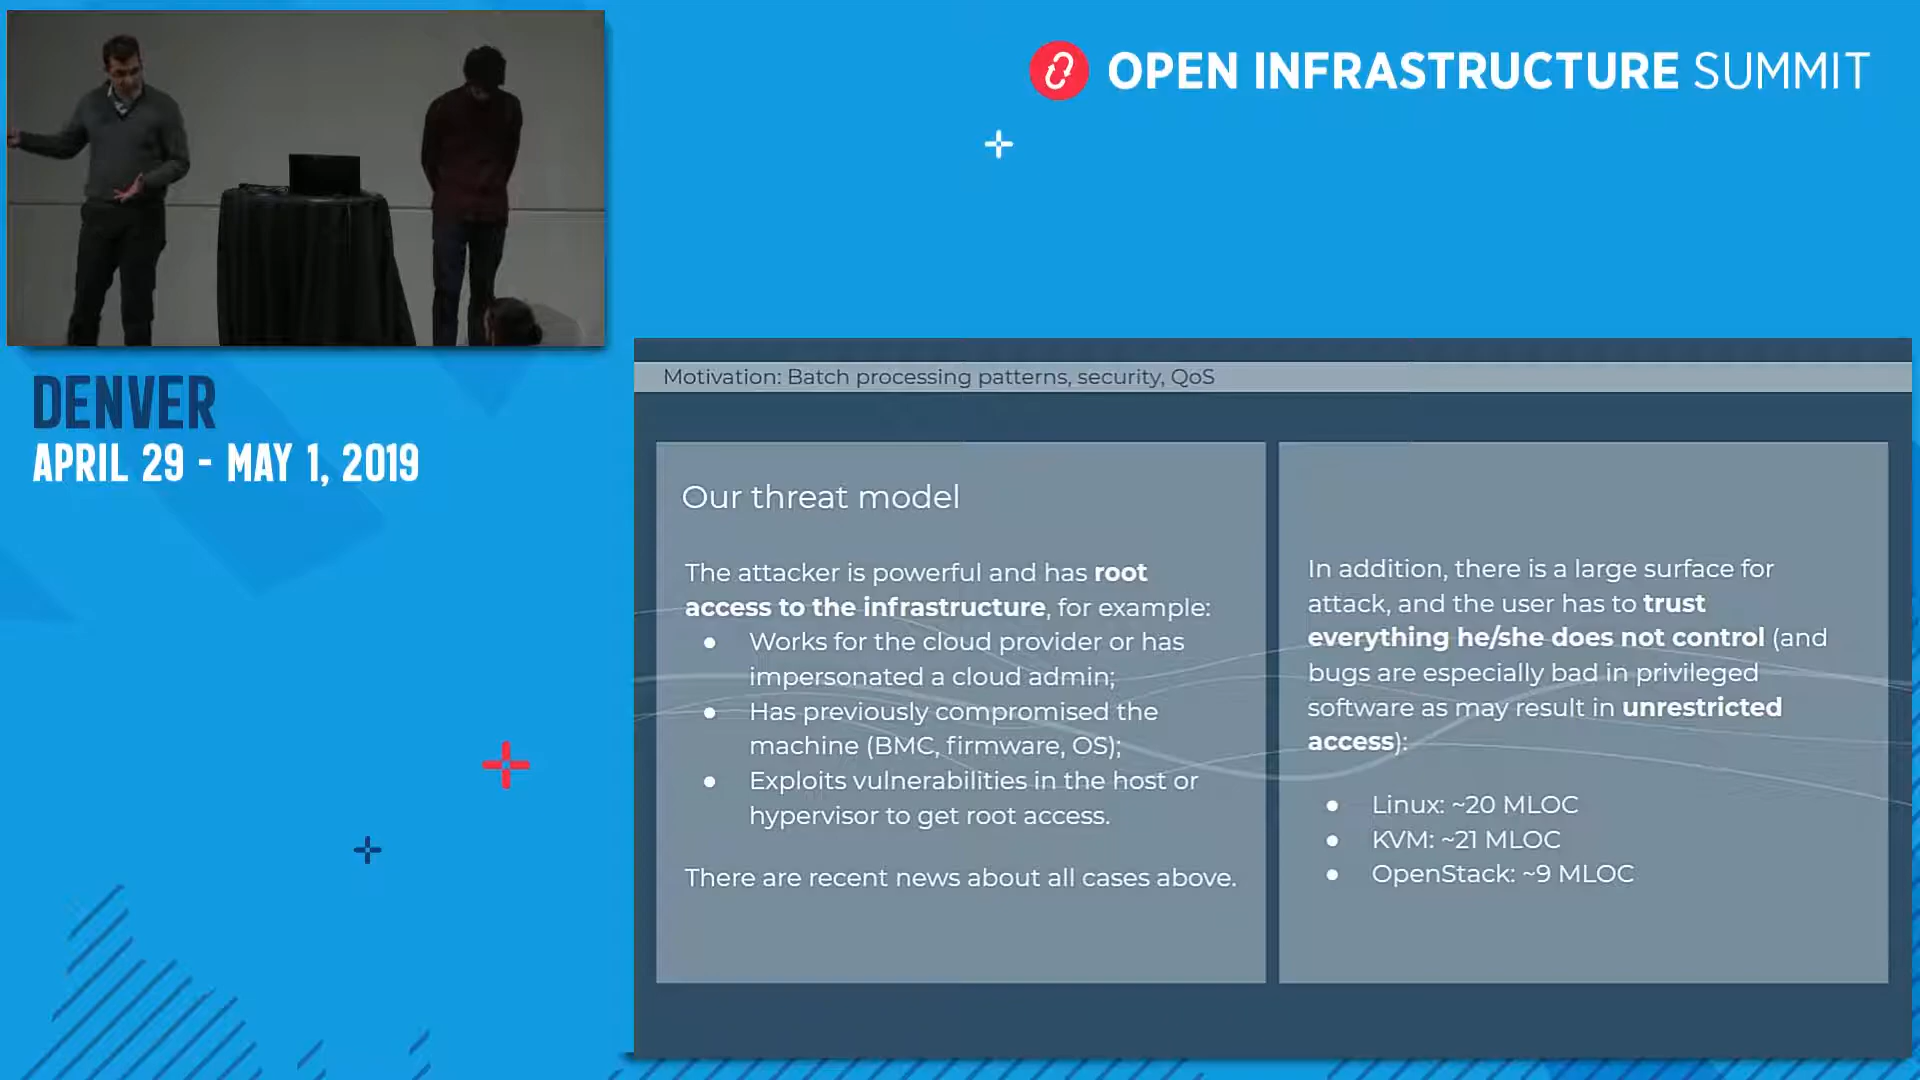 OPEN INFRASTRUCTURE SUMMIT
DENVER
APRIL 29 - MAY 1, 2019
Motivation: Batch processing patterns, security, QoS
Our threat model
The attacker is powerful and has root
access to the infrastructure, for example:
● Works for the cloud provider or has
impersonated a cloud admin;
● Has previously compromised the
machine (BMC, firmware, OS);
● Exploits vulnerabilities in the host or
hypervisor to get root access.
There are recent news about all cases above.
In addition, there is a large surface for
attack, and the user has to trust
everything he/she does not control (and
bugs are especially bad in privileged
software as may result in unrestricted
access):
● Linux: ~20 MLOC
● KVM: ~21 MLOC
● OpenStack: ~9 MLOC